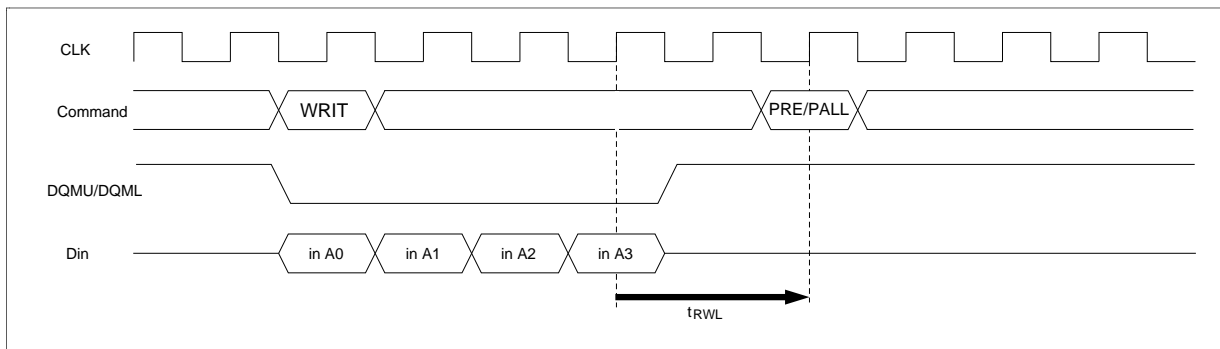 CLK
Command
WRIT
PRE/PALL
DQMU/DQML
Din
in A0
in A1
in A2
in A3
tRWL